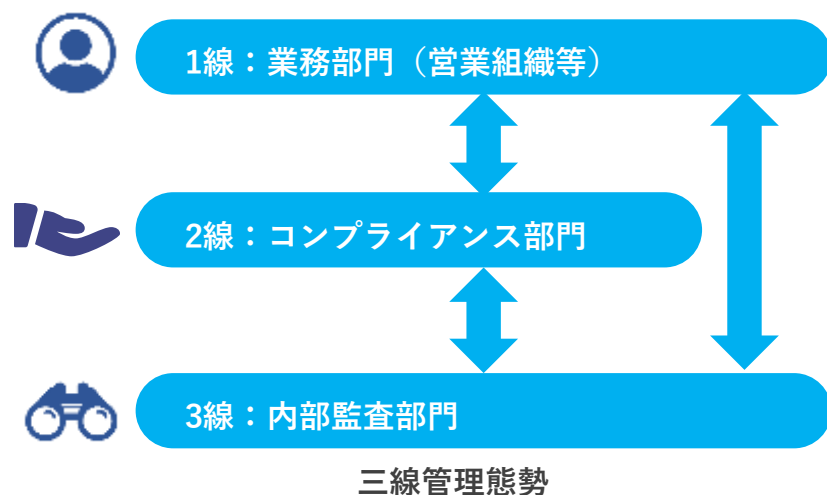 1線：業務部門（営業組織等）
2線：コンプライアンス部門
3線：内部監査部門
三線管理態勢